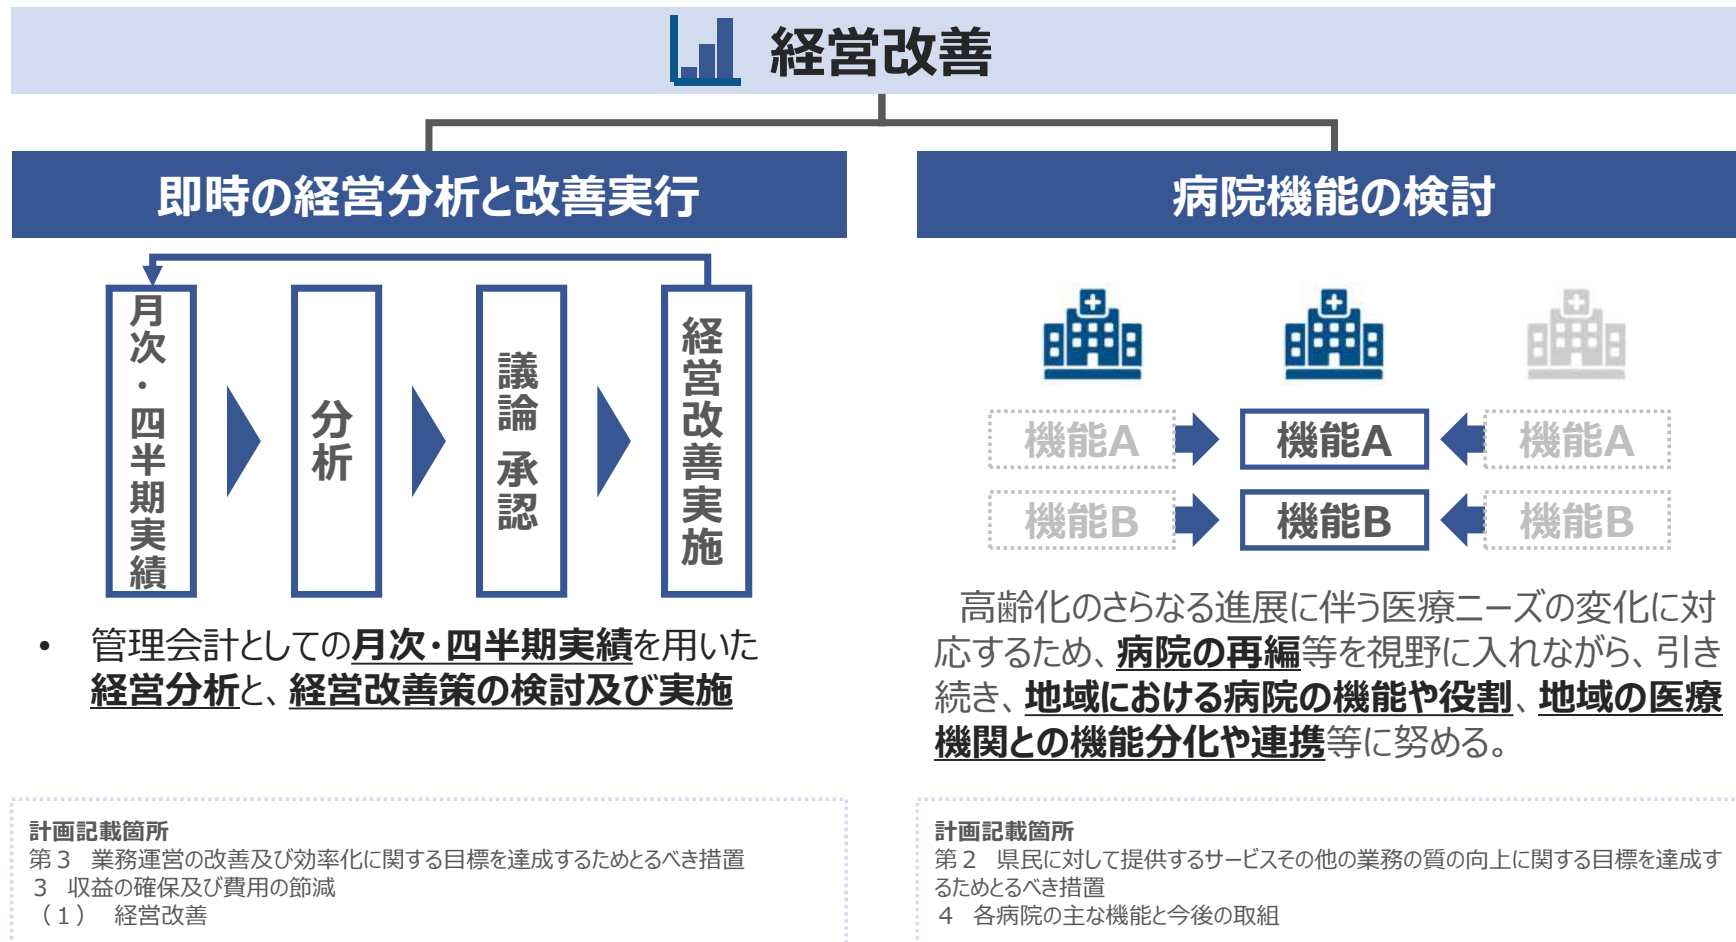 経営改善
即時の経営分析と改善実行
月次・四半期実績
分析
議論 承認
経営改善実施
• 管理会計としての月次・四半期実績を用いた
経営分析と、経営改善策の検討及び実施
計画記載箇所
第3 業務運営の改善及び効率化に関する目標を達成するためとるべき措置
3 収益の確保及び費用の節減
(1) 経営改善
病院機能の検討
機能A 機能A 機能A
機能B 機能B 機能B
高齢化のさらなる進展に伴う医療ニーズの変化に対
応するため、病院の再編等を視野に入れながら、引き
続き、地域における病院の機能や役割、地域の医療
機関との機能分化や連携等に努める。
計画記載箇所
第2 県民に対して提供するサービスその他の業務の質の向上に関する目標を達成す
るためとるべき措置
4 各病院の主な機能と今後の取組